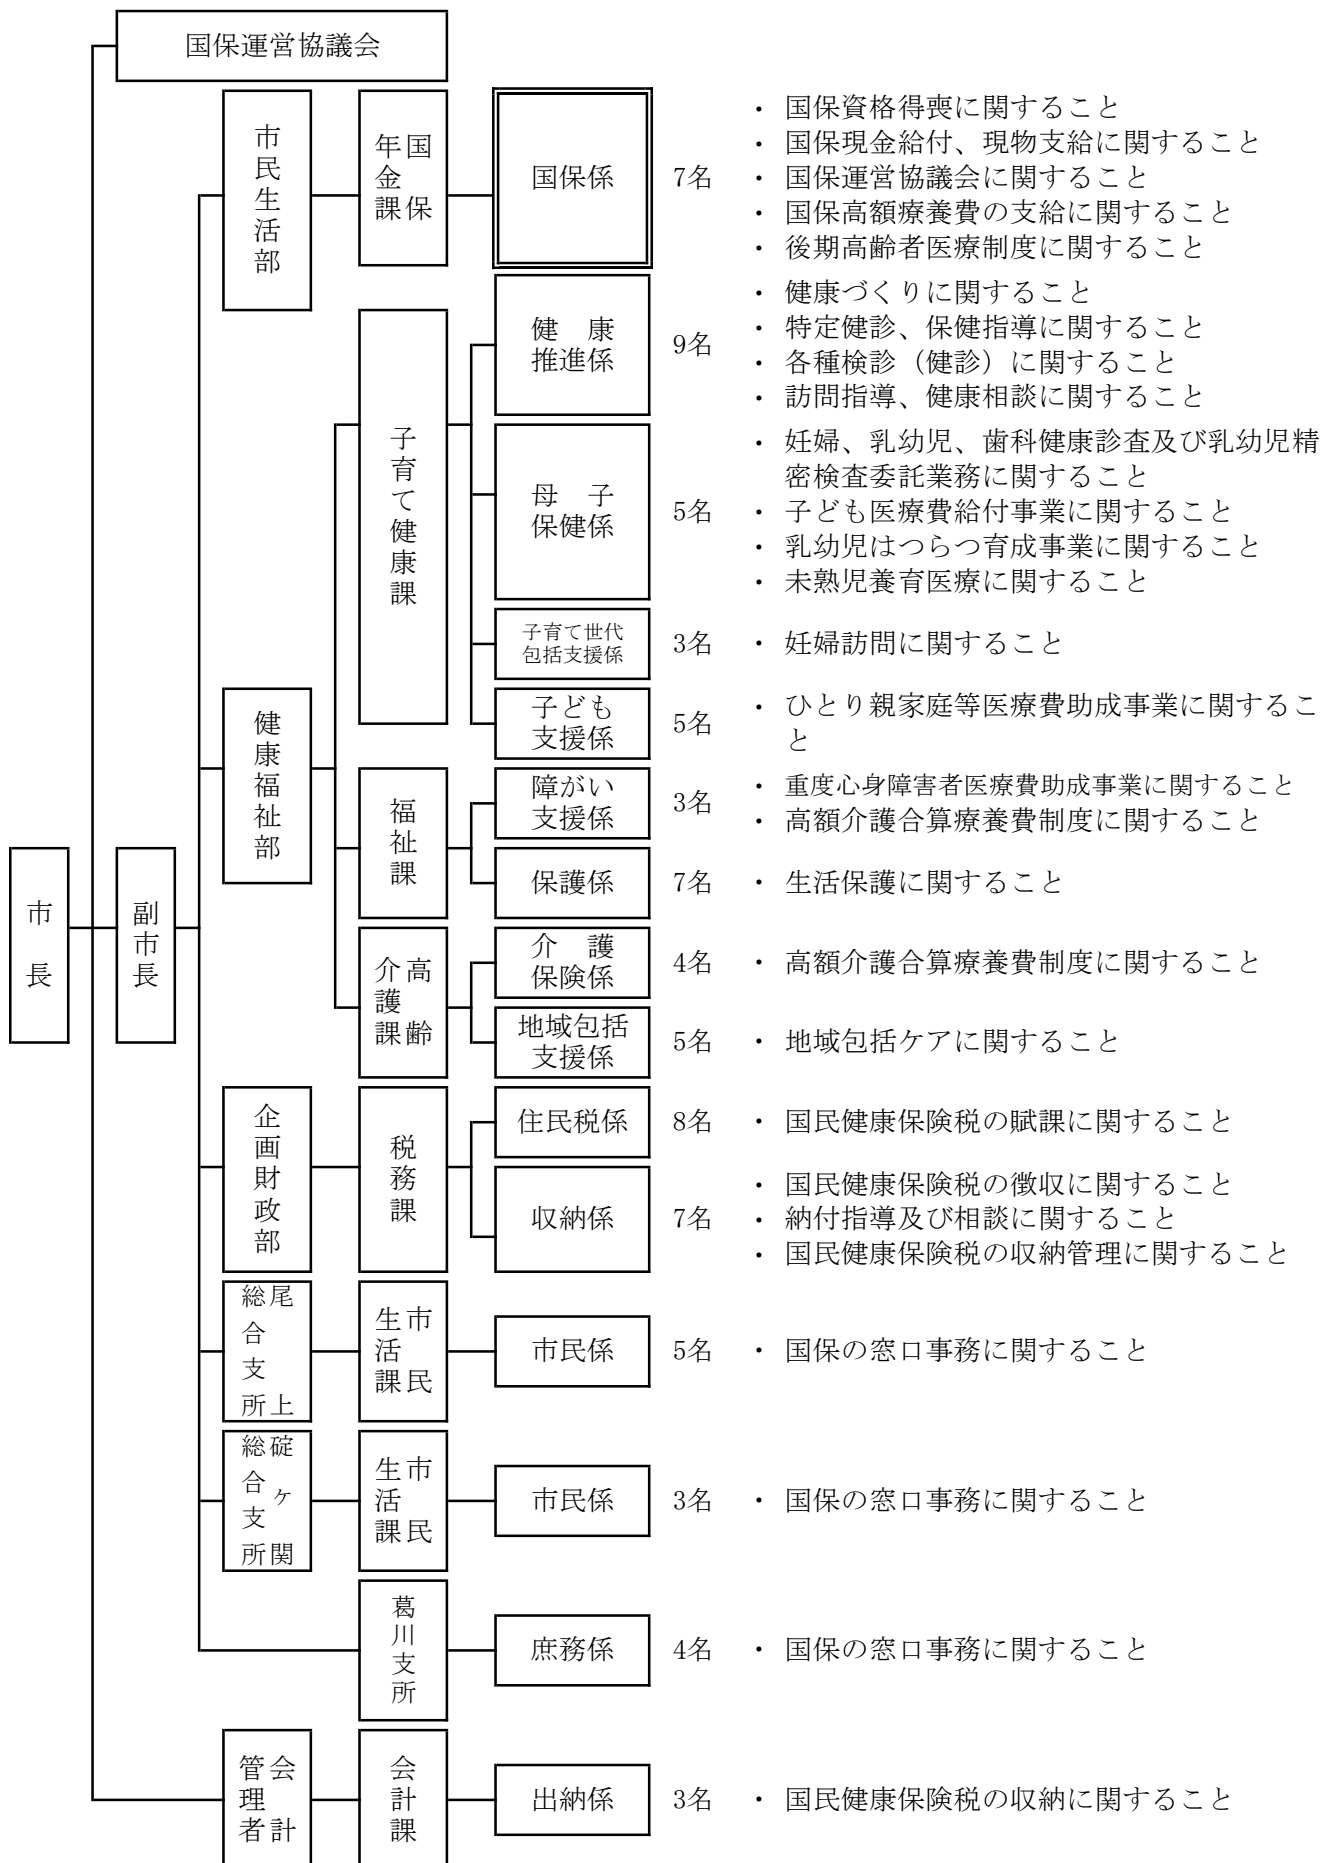 国保運営協議会
市長
副市長
市民生活部
国保年金課
国保係
7名
・ 国保資格得喪に関すること
・ 国保現金給付、現物支給に関すること
・ 国保運営協議会に関すること
・ 国保高額療養費の支給に関すること
・ 後期高齢者医療制度に関すること
健康福祉部
子育て健康課
健　康
推進係
9名
・ 健康づくりに関すること
・ 特定健診、保健指導に関すること
・ 各種検診（健診）に関すること
・ 訪問指導、健康相談に関すること
母　子
保健係
5名
・ 妊婦、乳幼児、歯科健康診査及び乳幼児精
密検査委託業務に関すること
・ 子ども医療費給付事業に関すること
・ 乳幼児はつらつ育成事業に関すること
・ 未熟児養育医療に関すること
子育て世代
包括支援係
3名
・ 妊婦訪問に関すること
子ども
支援係
5名
・ ひとり親家庭等医療費助成事業に関するこ
と
福祉課
障がい
支援係
3名
・ 重度心身障害者医療費助成事業に関すること
・ 高額介護合算療養費制度に関すること
保護係
7名
・ 生活保護に関すること
高齢介護課
介　護
保険係
4名
・ 高額介護合算療養費制度に関すること
地域包括
支援係
5名
・ 地域包括ケアに関すること
企画財政部
税務課
住民税係
8名
・ 国民健康保険税の賦課に関すること
収納係
7名
・ 国民健康保険税の徴収に関すること
・ 納付指導及び相談に関すること
・ 国民健康保険税の収納管理に関すること
尾上総合支所
市民生活課
市民係
5名
・ 国保の窓口事務に関すること
碇ヶ関総合支所
市民生活課
市民係
3名
・ 国保の窓口事務に関すること
葛川支所
庶務係
4名
・ 国保の窓口事務に関すること
会計管理者
会計課
出納係
3名
・ 国民健康保険税の収納に関すること